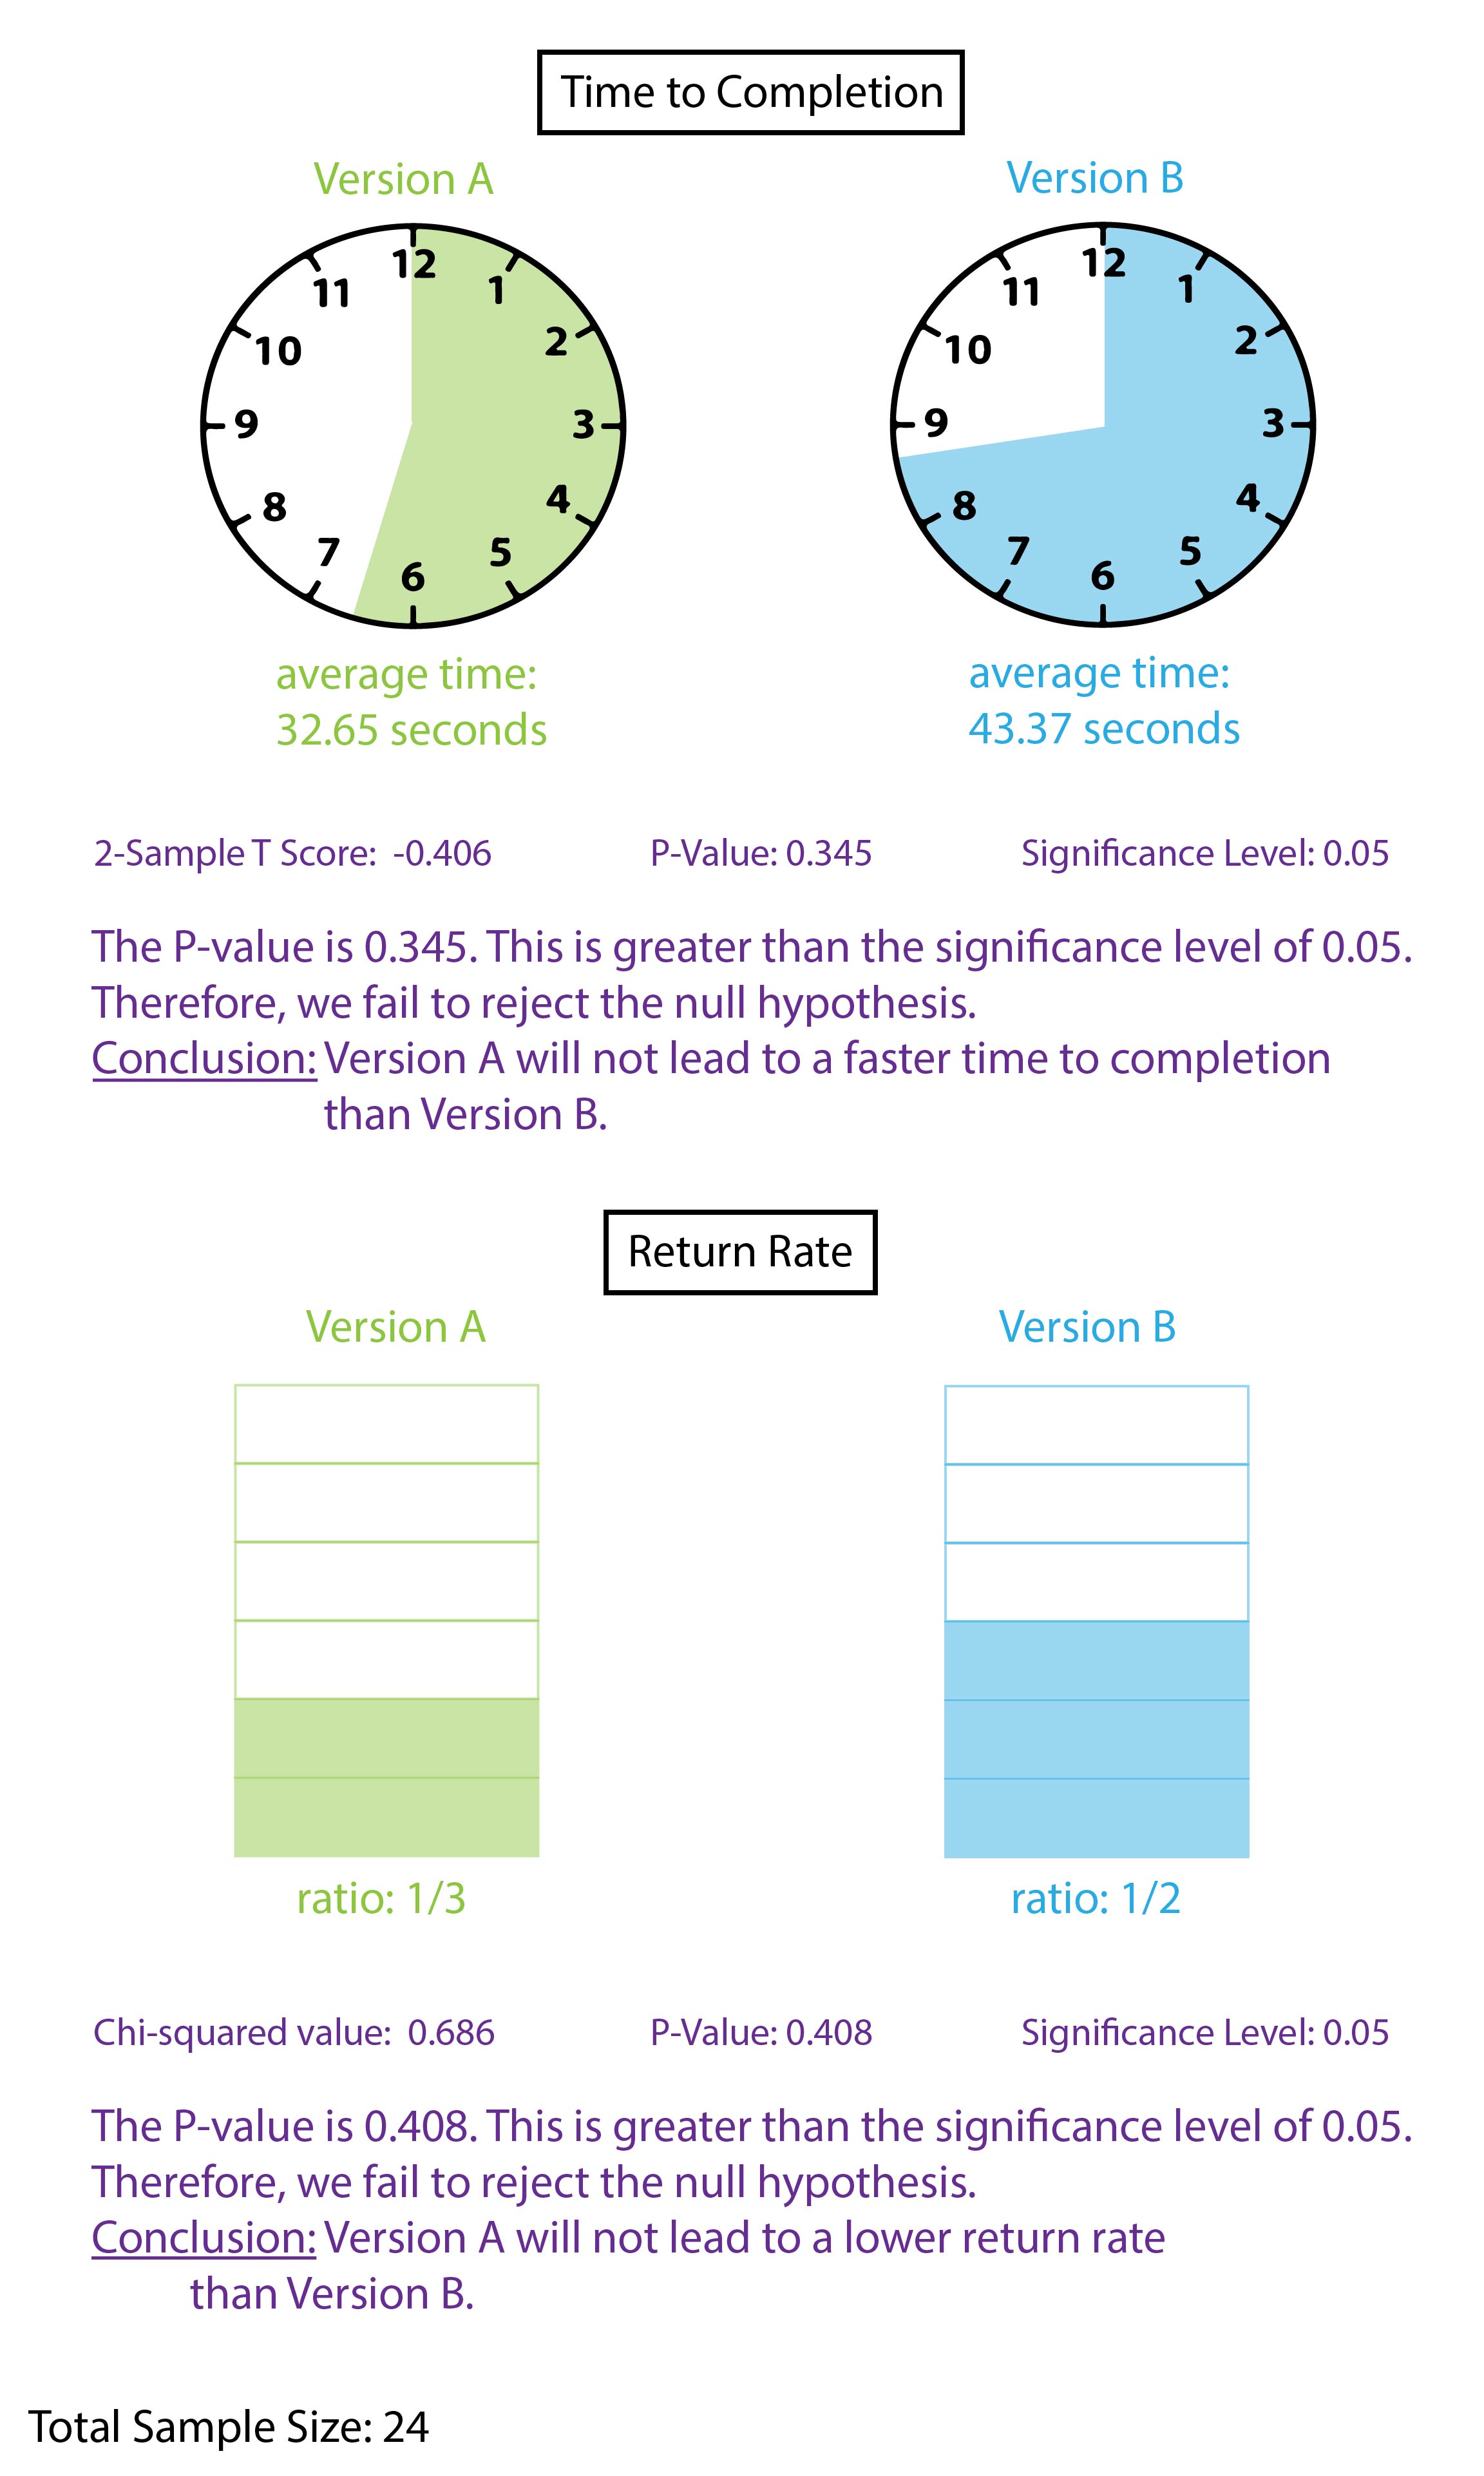 Time to Completion
Version A
Version B
12
1
2
3
4
5
6
7
8
9
10
11
12
1
2
3
4
5
6
7
8
9
10
11
average time:
32.65 seconds
average time:
43.37 seconds
2-Sample T Score: -0.406
P-Value: 0.345
Significance Level: 0.05
The P-value is 0.345. This is greater than the significance level of 0.05.
Therefore, we fail to reject the null hypothesis.
Conclusion: Version A will not lead to a faster time to completion
than Version B.
Return Rate
Version A
Version B
ratio: 1/3
ratio: 1/2
Chi-squared value: 0.686
P-Value: 0.408
Significance Level: 0.05
The P-value is 0.408. This is greater than the significance level of 0.05.
Therefore, we fail to reject the null hypothesis.
Conclusion: Version A will not lead to a lower return rate
than Version B.
Total Sample Size: 24